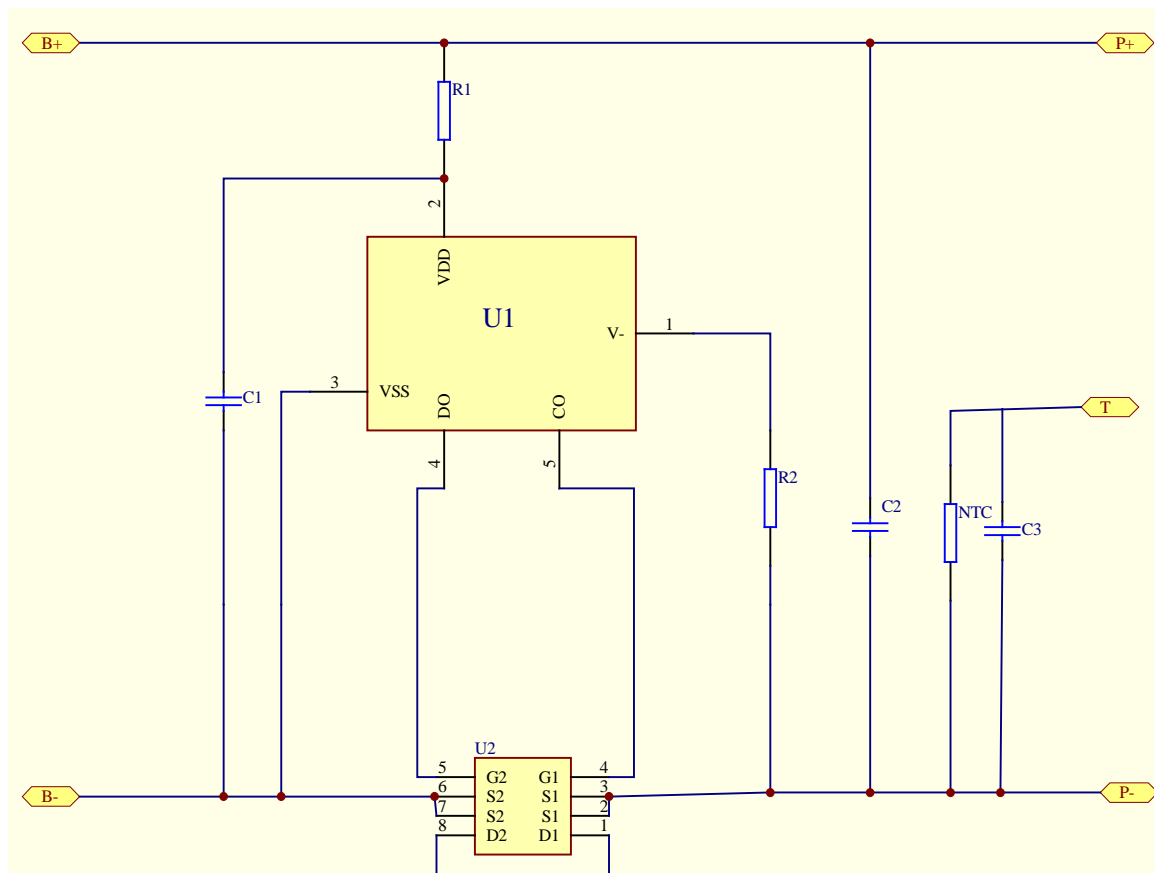 B+
P+
R1
2
VDD
U1
V-
1
3
VSS
C1
DO
CO
T
4
5
R2
C2
NTC
C3
U2
5
G2
G1
4
6
S2
S1
3
B-
P-
7
S2
S1
2
8
D2
D1
1